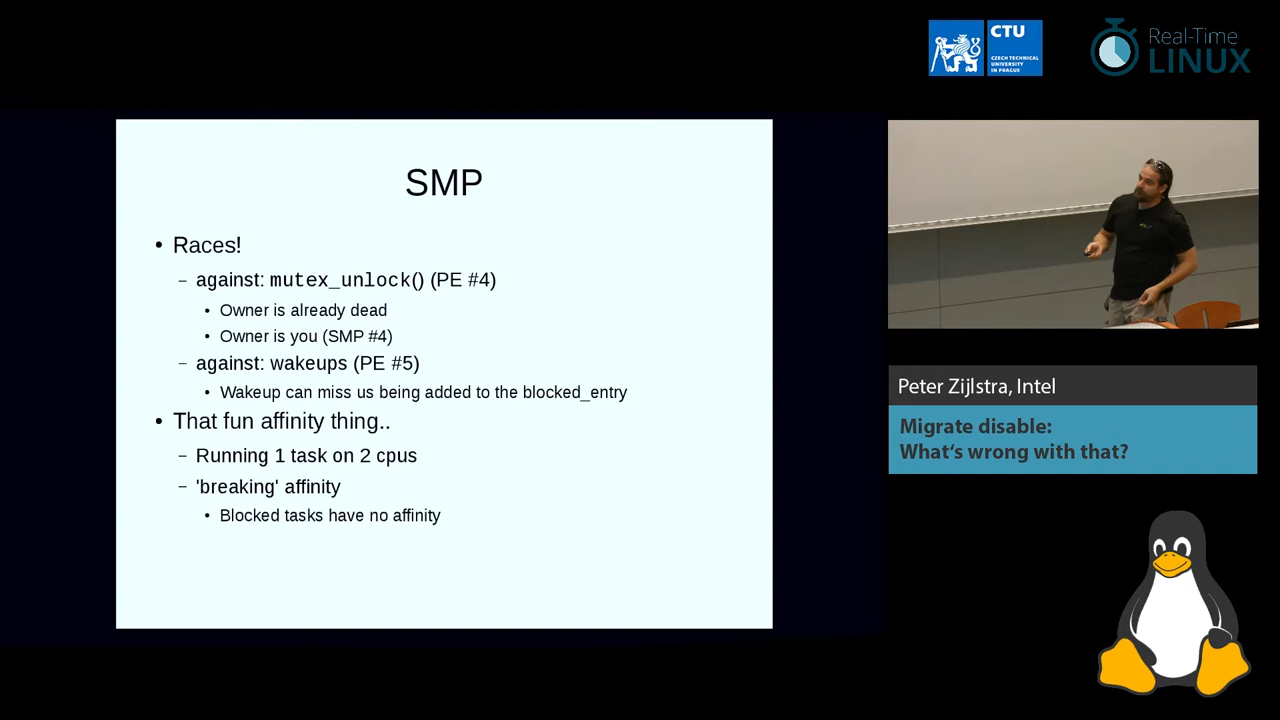 CTU
CZECH TECHNICAL
UNIVERSITY
IN PRAGUE
Real-Time
LINUX
SMP
• Races!
– against: mutex_unlock() (PE #4)
• Owner is already dead
• Owner is you (SMP #4)
– against: wakeups (PE #5)
• Wakeup can miss us being added to the blocked_entry
• That fun affinity thing..
– Running 1 task on 2 cpus
– 'breaking' affinity
• Blocked tasks have no affinity
Peter Zijlstra, Intel
Migrate disable:
What's wrong with that?